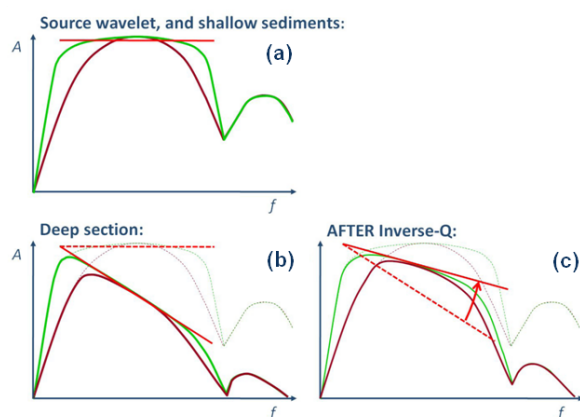 Source wavelet, and shallow sediments:
A
(a)
f
Deep section:
A
(b)
f
AFTER Inverse-Q:
A
(c)
f